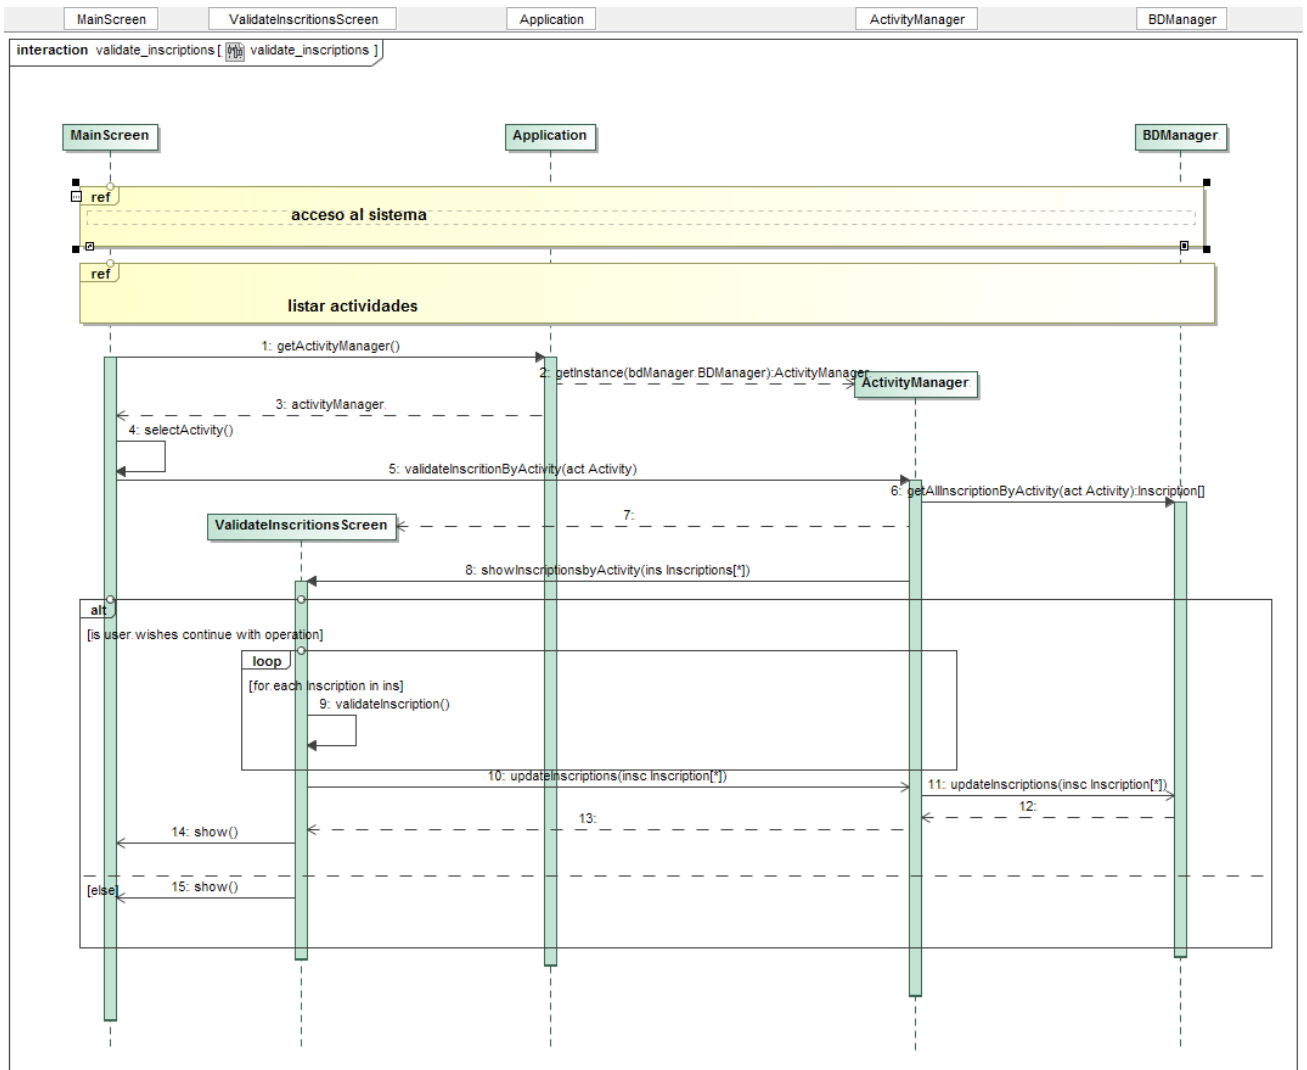 MainScreen ValidateInscritionsScreen Application ActivityManager BDManager
interaction validate_inscriptions [ validate_inscriptions ]
MainScreen Application BDManager
ref
acceso al sistema
ref
listar actividades
1: getActivityManager()
2: getInstance(bdManager:BDManager):ActivityManager
ActivityManager
3: activityManager
4: selectActivity()
5: validateInscritionByActivity(act:Activity)
6: getAllInscriptionByActivity(act:Activity):Inscription[]
7:
ValidateInscritionsScreen
8: showInscriptionsbyActivity(ins:Inscriptions[*])
alt
[is user wishes continue with operation]
loop
[for each Inscription in ins]
9: validateInscription()
10: updateInscriptions(insc:Inscription[*])
11: updateInscriptions(insc:Inscription[*])
12:
13:
14: show()
[else]
15: show()